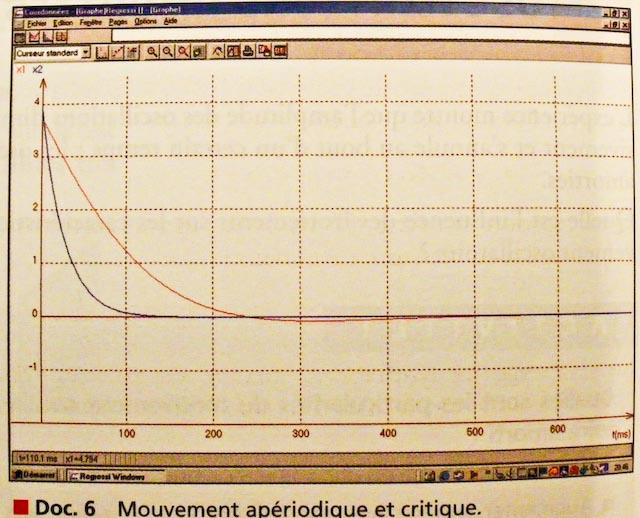 Coordonnées - [Graphe|Regressi [] - [Graphe]
Fichier Edition Fenêtre Pages Options Aide
Curseur standard
x1 x2
4
3
2
1
0
-1
100 200 300 400 500 600
t(ms)
t=110.1 ms x1=4.794
Démarrer Regressi Windows 20:46
Doc. 6 Mouvement apériodique et critique.